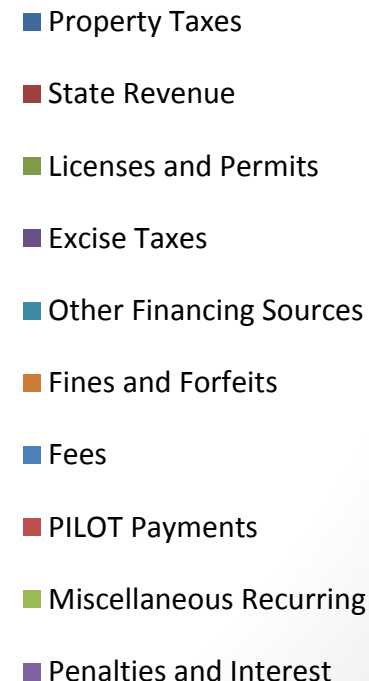 Property Taxes
State Revenue
Licenses and Permits
Excise Taxes
Other Financing Sources
Fines and Forfeits
Fees
PILOT Payments
Miscellaneous Recurring
Penalties and Interest